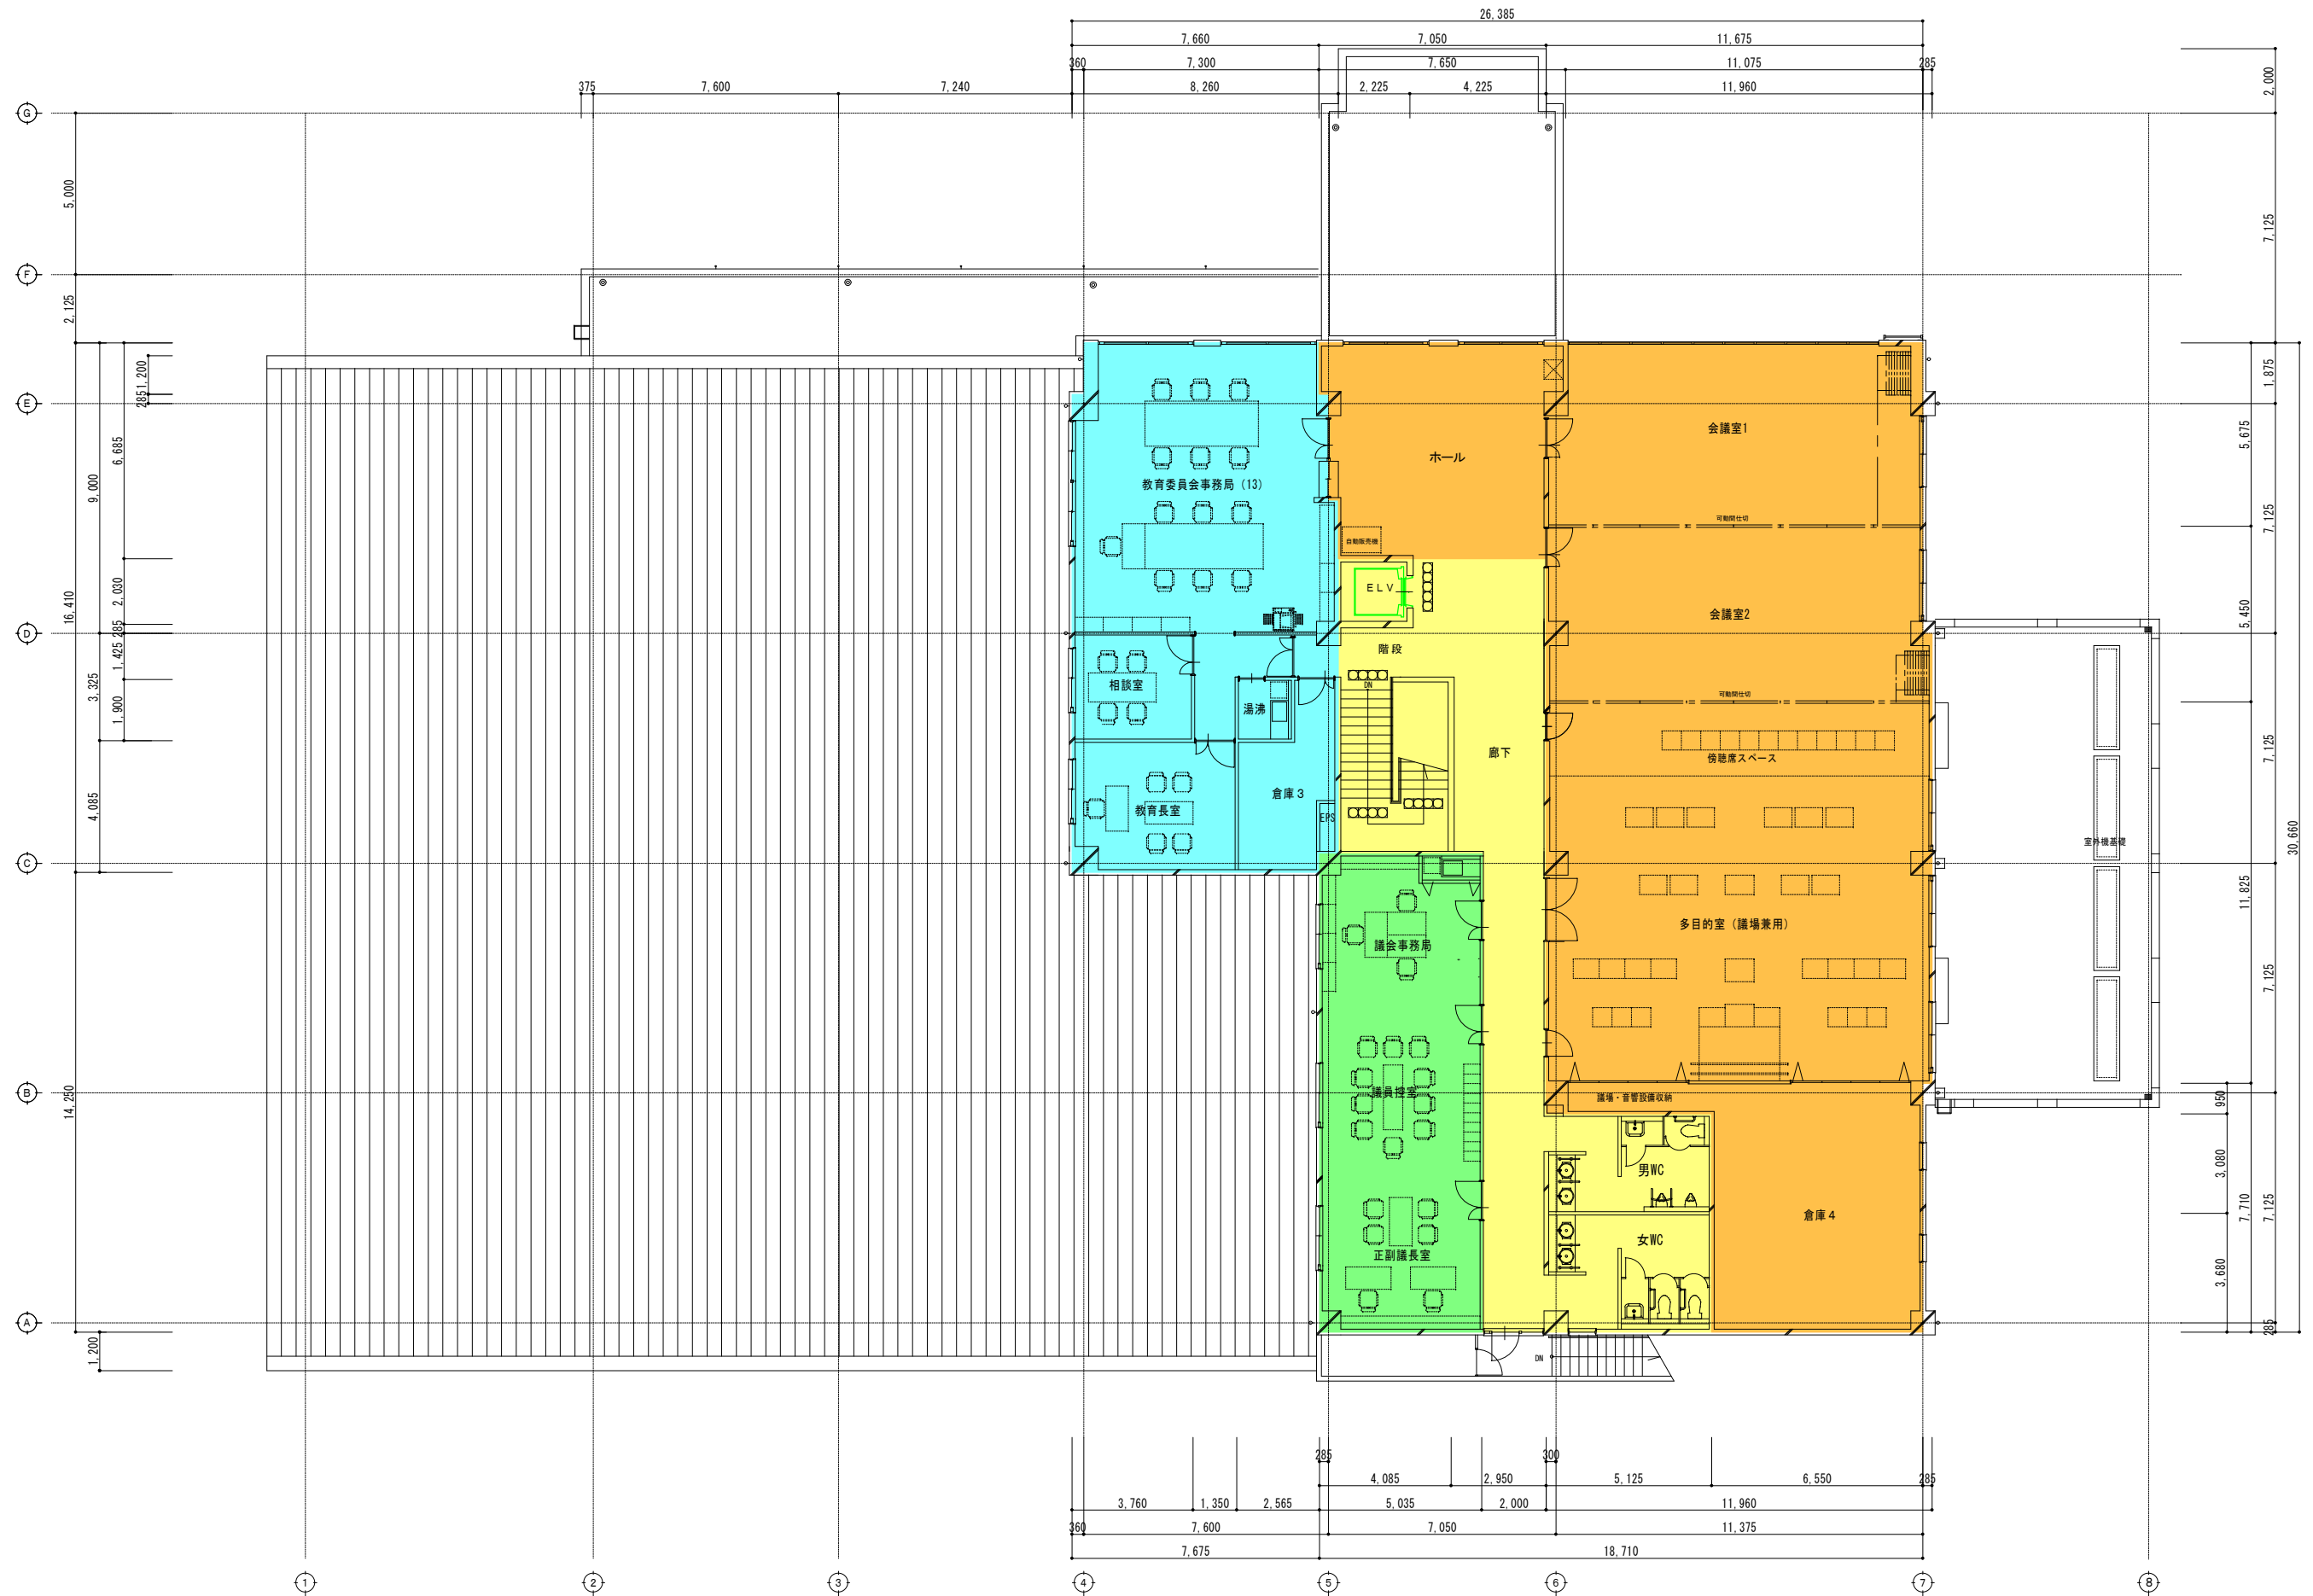 26,385
7,660
7,050
11,675
360
7,300
7,650
11,075
285
375
7,600
7,240
8,260
2,225
4,225
11,960
2,000
G
5,000
7,125
F
2,125
285
1,200
1,875
E
会議室1
5,675
6,685
ホール
9,000
教育委員会事務局（13）
7,125
可動間仕切
自動販売機
ＥＬＶ
2,030
16,410
会議室2
5,450
285
D
1,425
階段
3,325
相談室
DN
可動間仕切
1,900
湯沸
廊下
傍聴席スペース
7,125
倉庫３
4,085
教育長室
EPS
室外機基礎
30,660
C
11,825
多目的室（議場兼用）
議会事務局
7,125
B
14,250
議員控室
議場・音響設備収納
950
男WC
3,080
倉庫４
7,710
7,125
女WC
正副議長室
3,680
A
285
1,200
DN
285
300
4,085
2,950
5,125
6,550
285
3,760
1,350
2,565
5,035
2,000
11,960
360
7,600
7,050
11,375
7,675
18,710
1
2
3
4
5
6
7
8